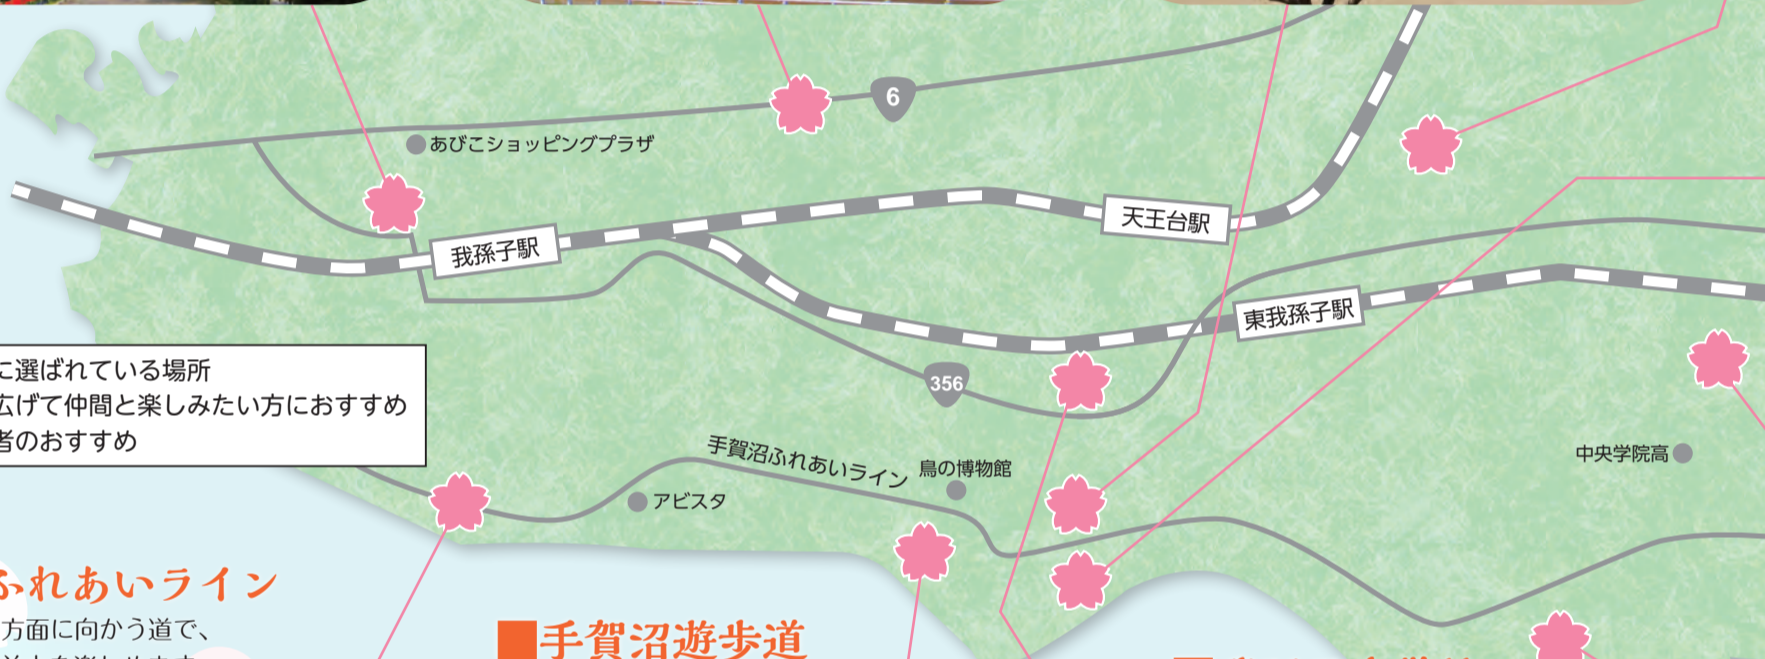 6
あびこショッピングプラザ
天王台駅
我孫子駅
東我孫子駅
に選ばれている場所
広げて仲間と楽しみたい方におすすめ
者のおすすめ
356
手賀沼ふれあいライン
鳥の博物館
中央学院高
アビスタ
ふれあいライン
方面に向かう道で、
■手賀沼遊歩道